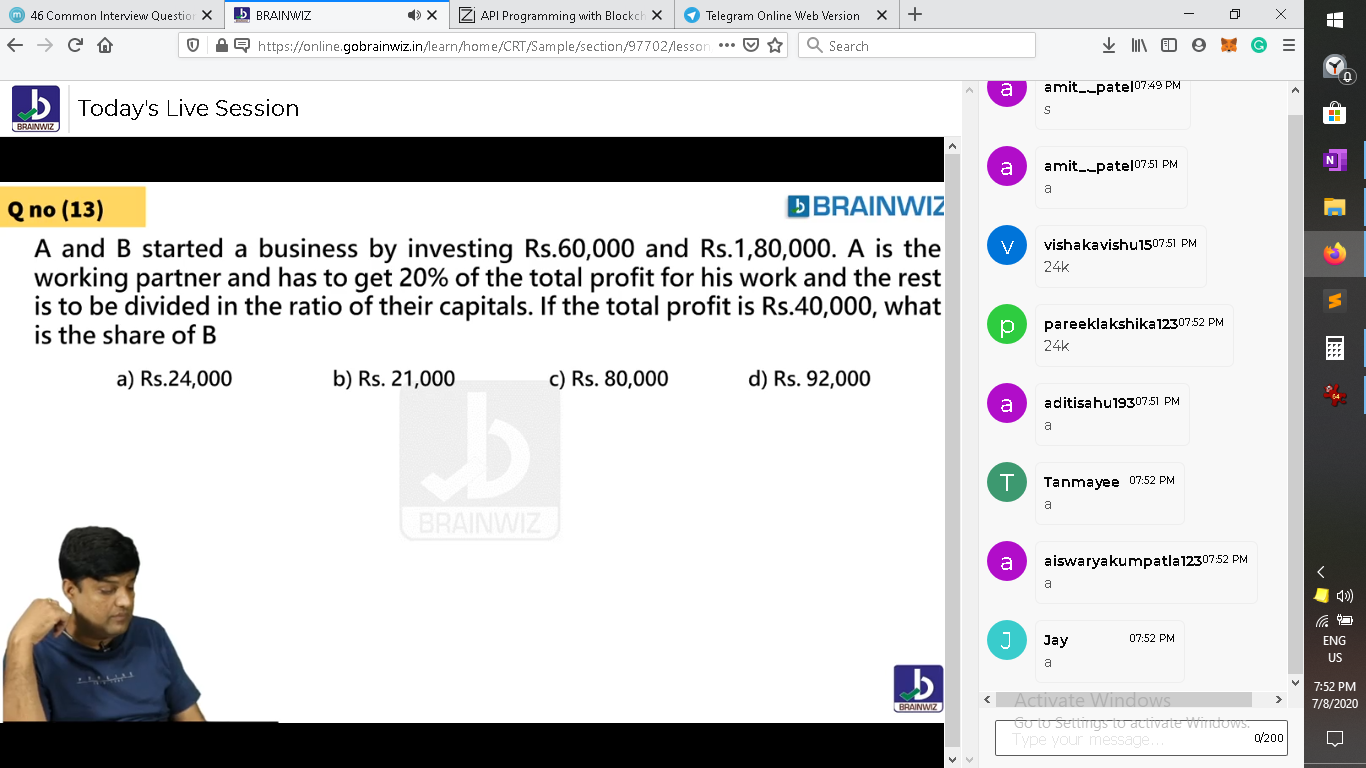 46 Common Interview Question
BRAINWIZ
API Programming with Blockch
Telegram Online Web Version
https://online.gobrainwiz.in/learn/home/CRT/Sample/section/97702/lesson
Search
BRAINWIZ
Today's Live Session
Q no (13)
BRAINWIZ
A and B started a business by investing Rs.60,000 and Rs.1,80,000. A is the
working partner and has to get 20% of the total profit for his work and the rest
is to be divided in the ratio of their capitals. If the total profit is Rs.40,000, what
is the share of B
a) Rs.24,000 b) Rs. 21,000 c) Rs. 80,000 d) Rs. 92,000
BRAINWIZ
BRAINWIZ
a amit_._patel 07:49 PM
s
a amit_._patel 07:51 PM
a
v vishakavishu15 07:51 PM
24k
p pareeklakshika123 07:52 PM
24k
a aditisahu193 07:51 PM
a
T Tanmayee 07:52 PM
a
a aiswaryakumpatla123 07:52 PM
a
J Jay 07:52 PM
a
Activate Windows
Go to Settings to activate Windows.
Type your message... 0/200
N
64
ENG
US
7:52 PM
7/8/2020